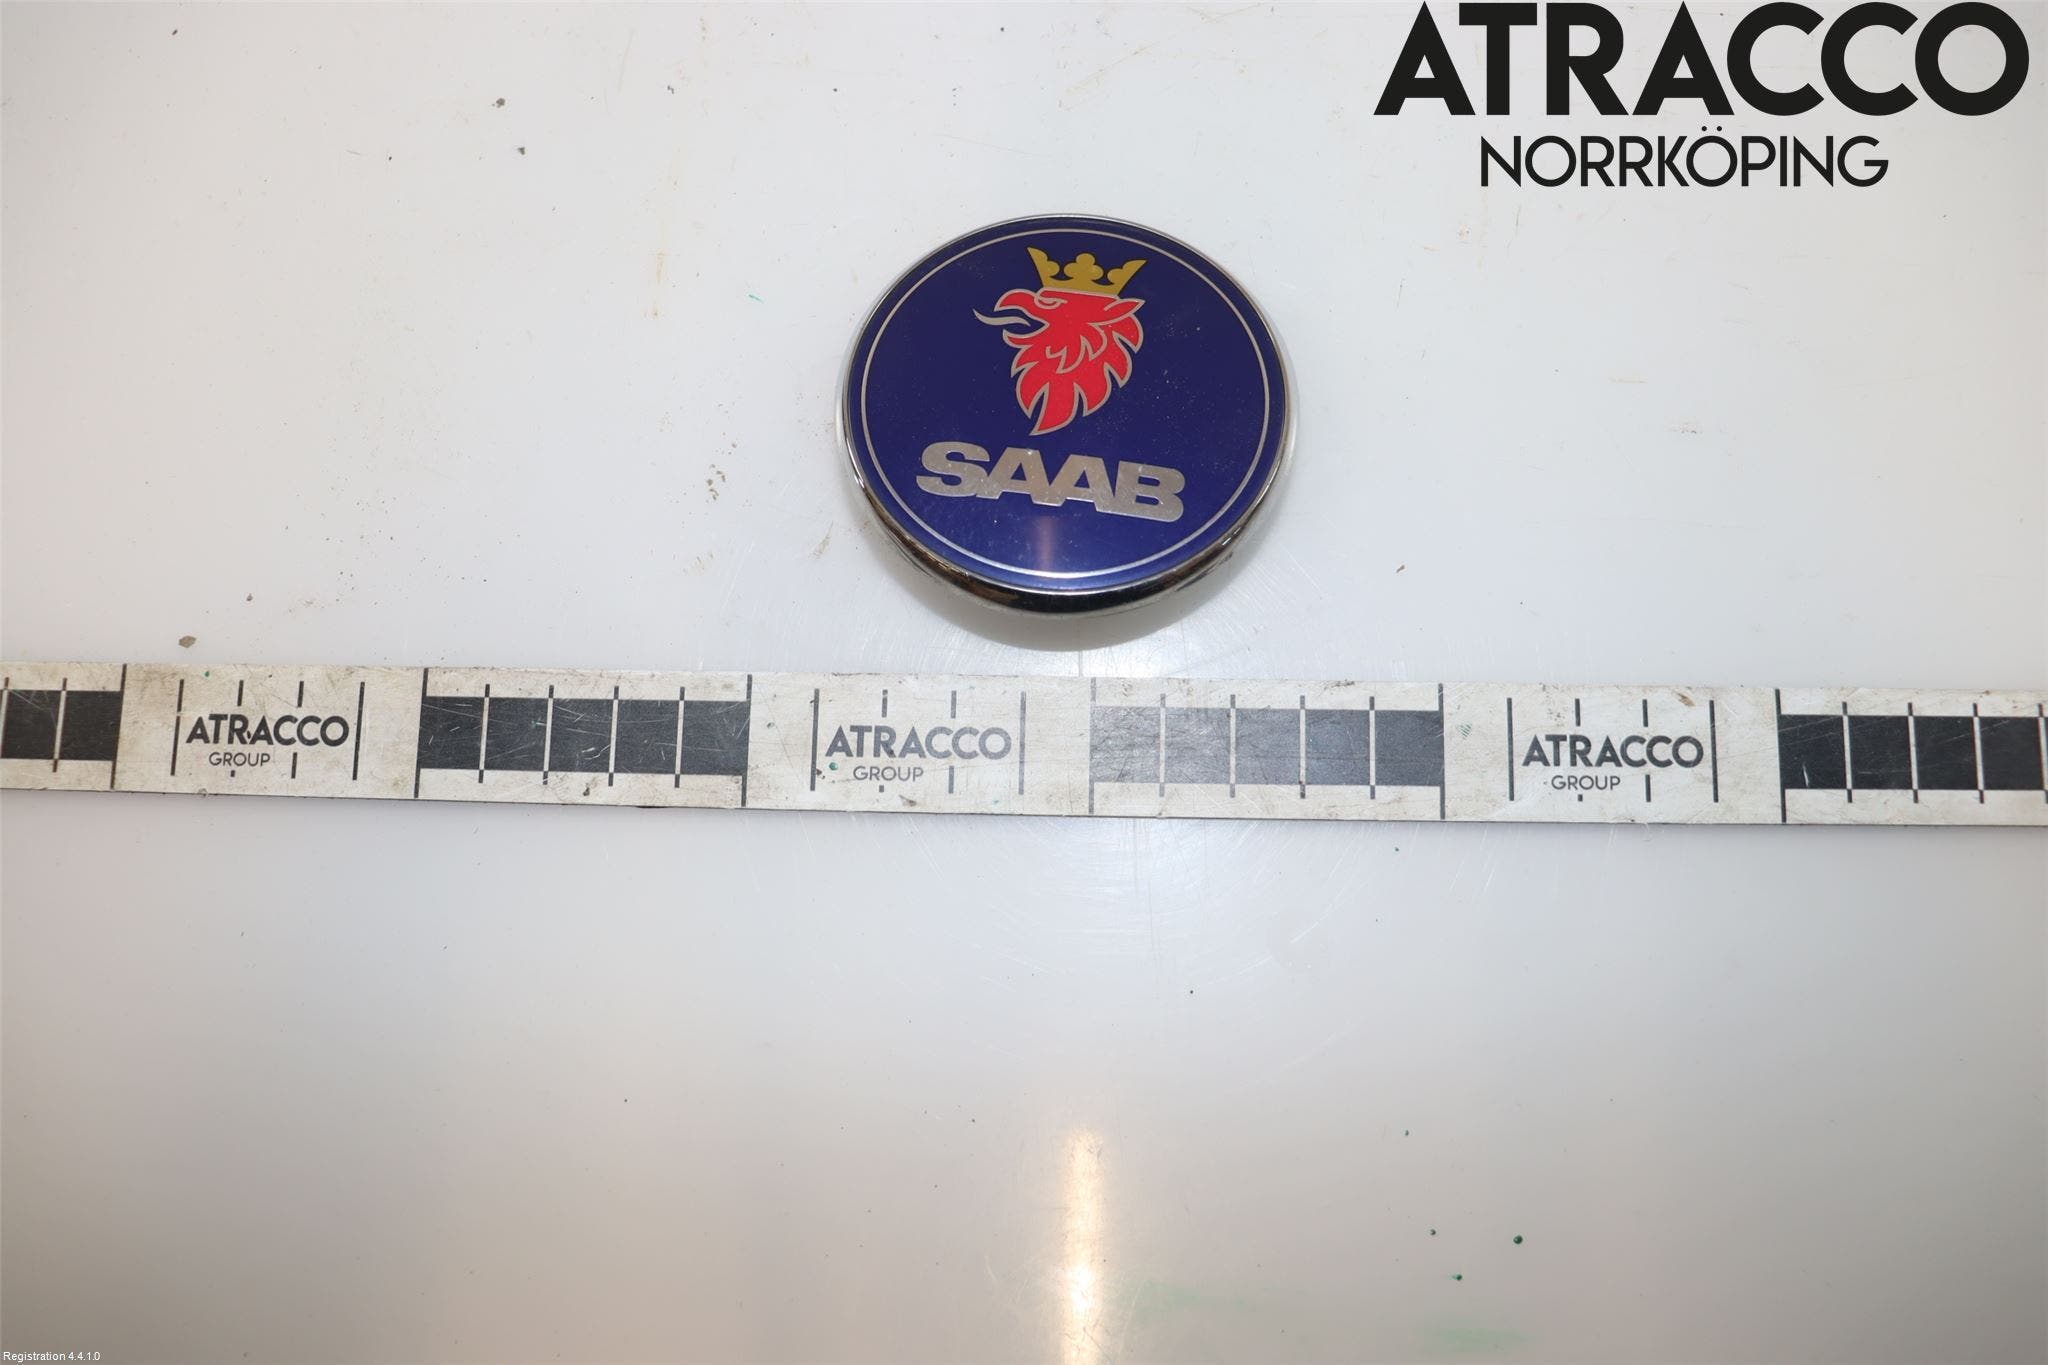 ATRACCO
NORRKÖPING
SAAB
ATRACCO
GROUP
ATRACCO
GROUP
ATRACCO
GROUP
Registration 4.4.1.0